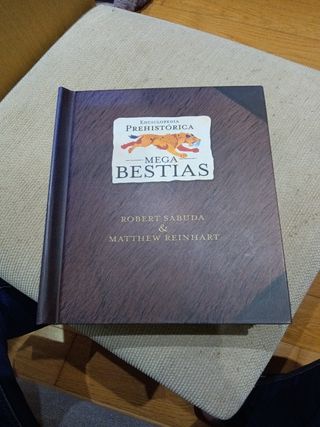 ENCICLOPEDIA
PREHISTÓRICA
MEGA
BESTIAS
ROBERT SABUDA
&
MATTHEW REINHART